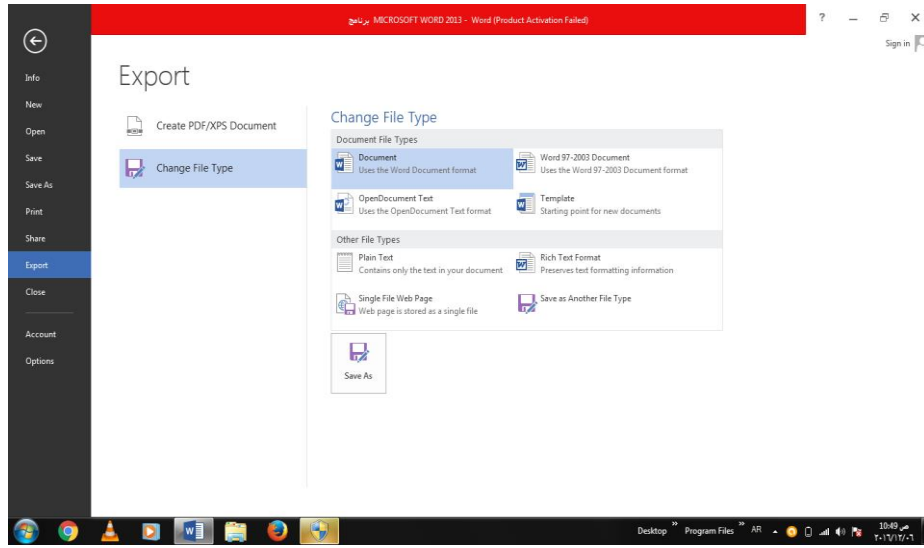 برنامج MICROSOFT WORD 2013 - Word (Product Activation Failed)
?
Sign in
Info
New
Open
Save
Save As
Print
Share
Export
Close
Account
Options
Export
Create PDF/XPS Document
Change File Type
Change File Type
Document File Types
Document
Uses the Word Document format
Word 97-2003 Document
Uses the Word 97-2003 Document format
OpenDocument Text
Uses the OpenDocument Text format
Template
Starting point for new documents
Other File Types
Plain Text
Contains only the text in your document
Rich Text Format
Preserves text formatting information
Single File Web Page
Web page is stored as a single file
Save as Another File Type
Save As
Desktop » Program Files » AR
10:49 ص
٢٠١٦/١٢/٠٦